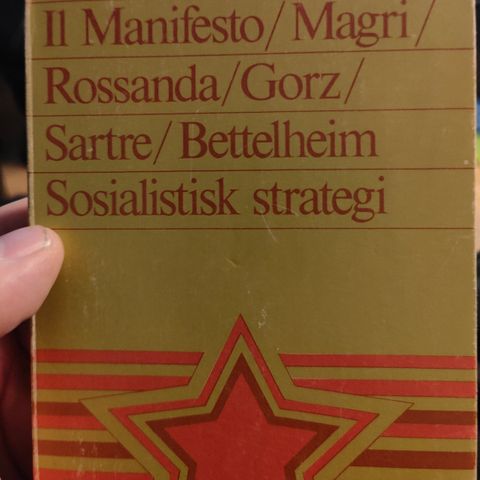 Il Manifesto/Magri/
Rossanda/Gorz/
Sartre/Bettelheim
Sosialistisk strategi